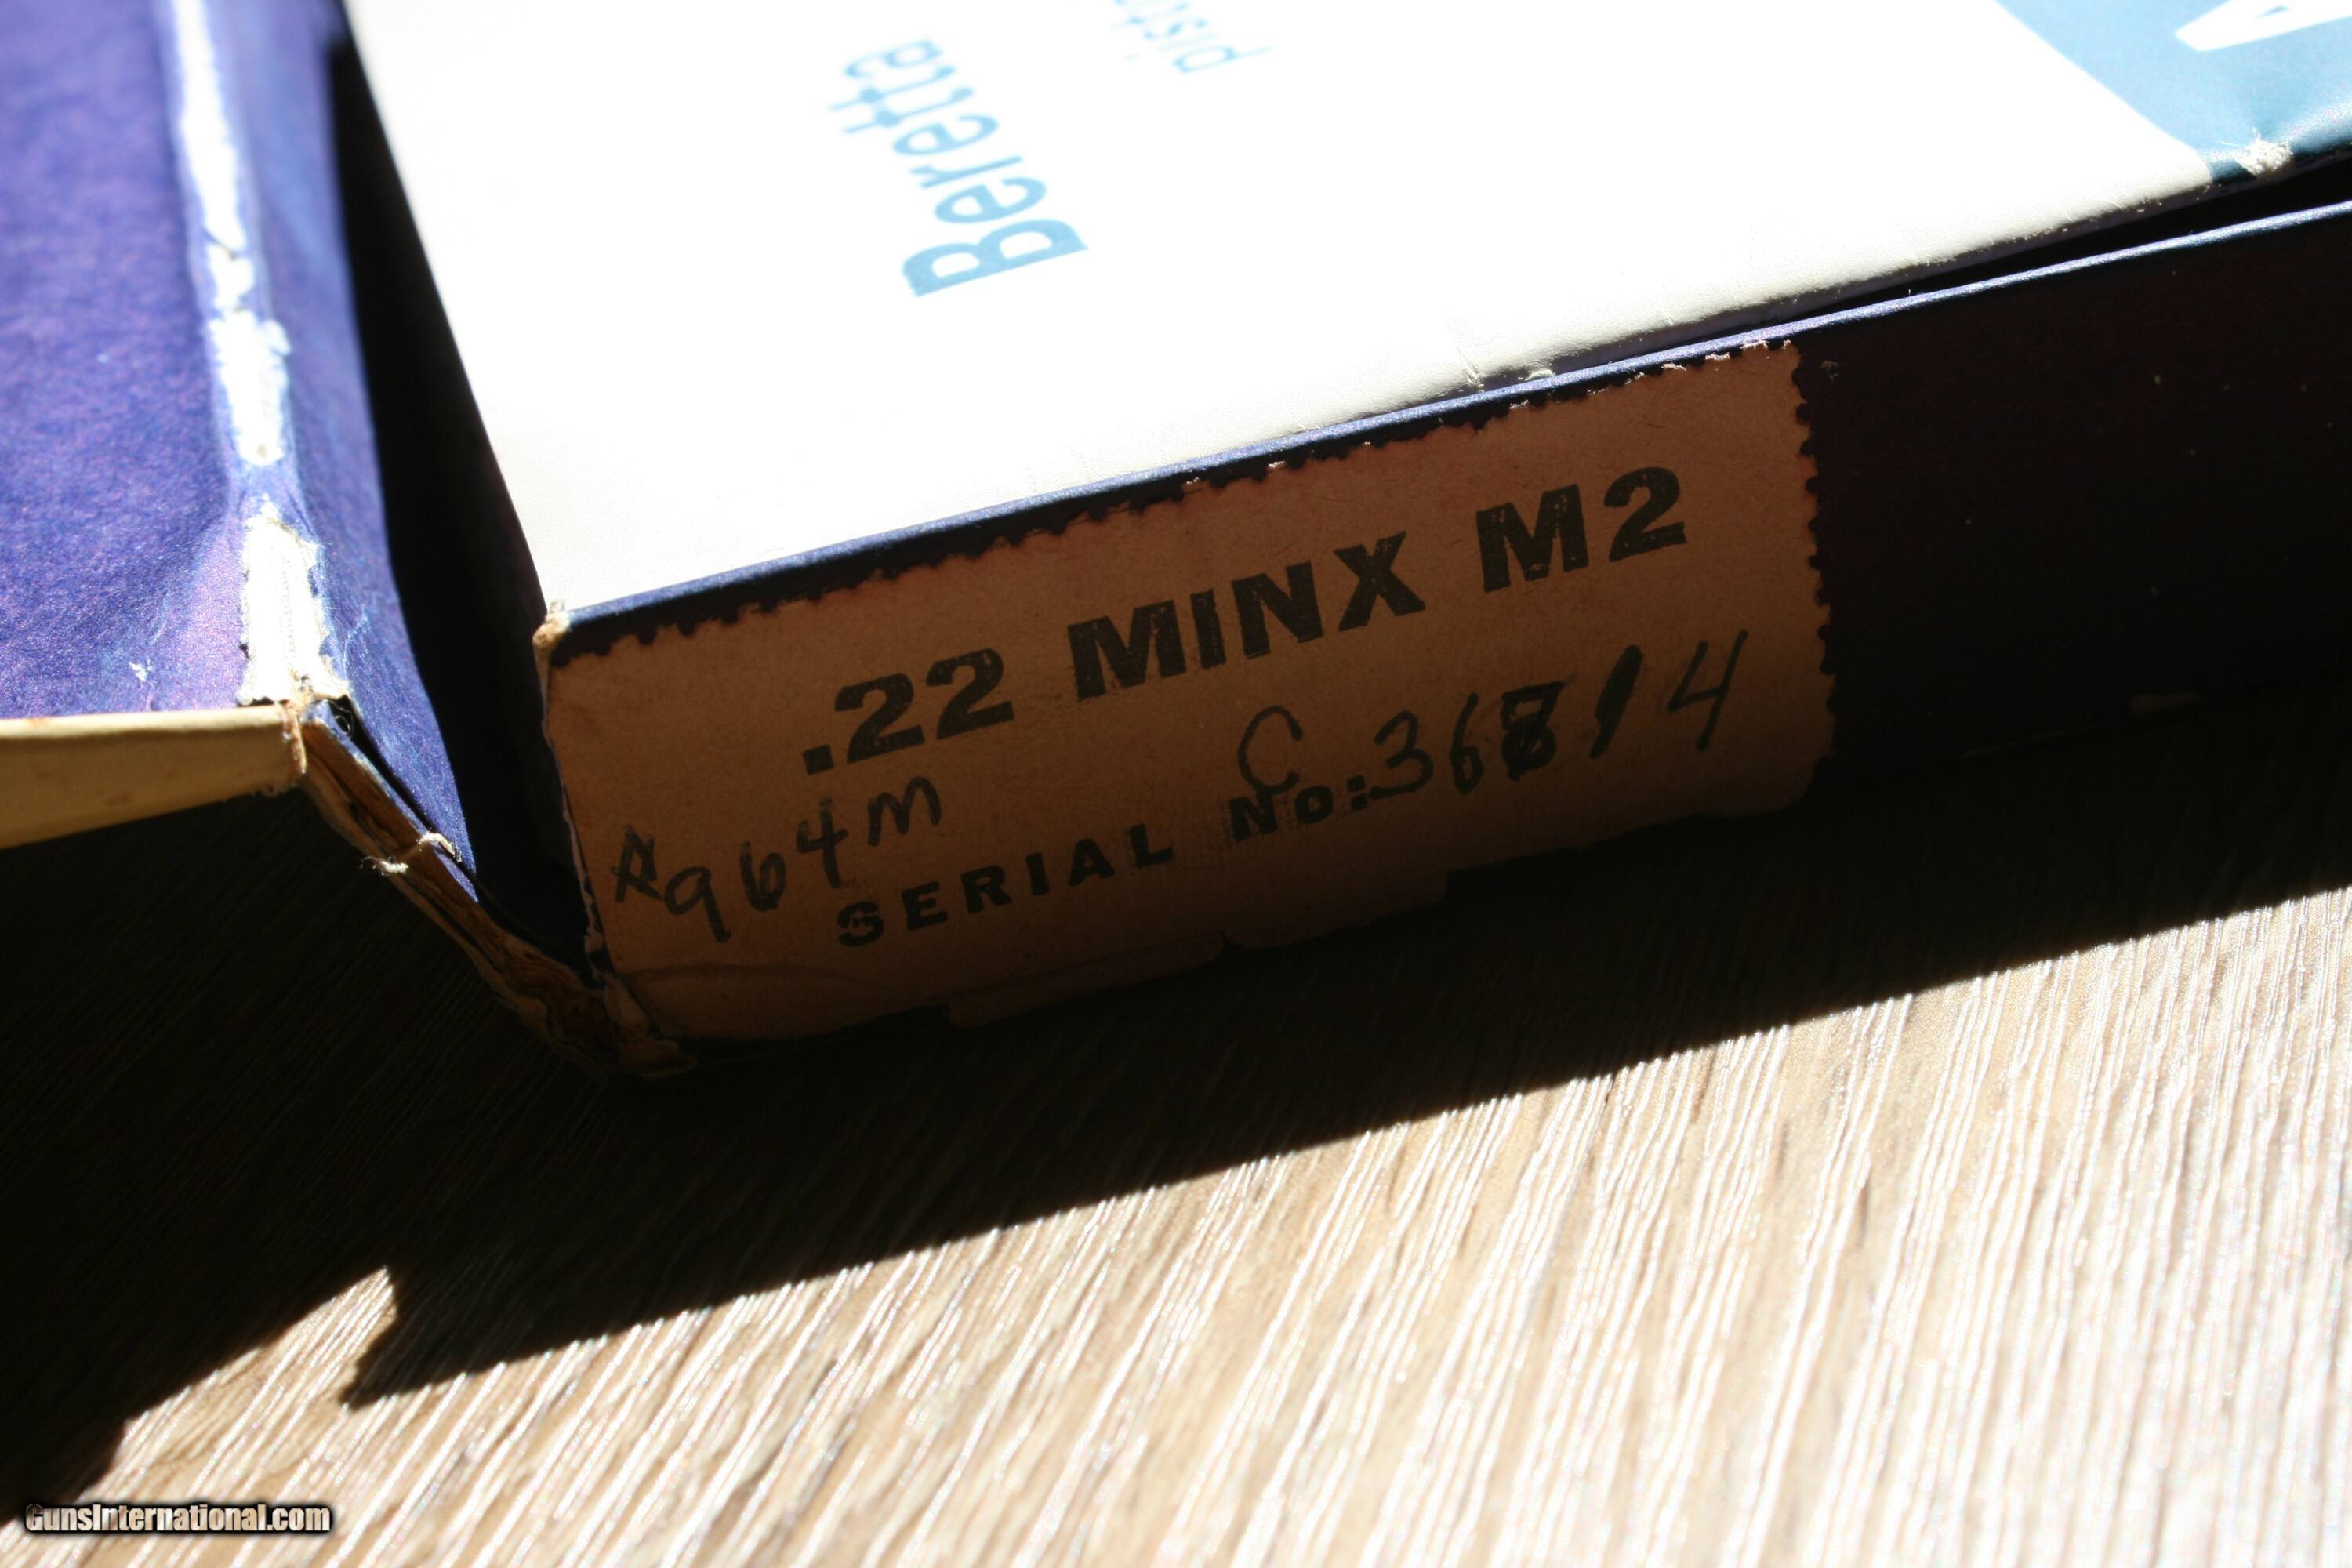 Beretta
.22 MINX M2
A964M
SERIAL No: C 36814
GunsInternational.com